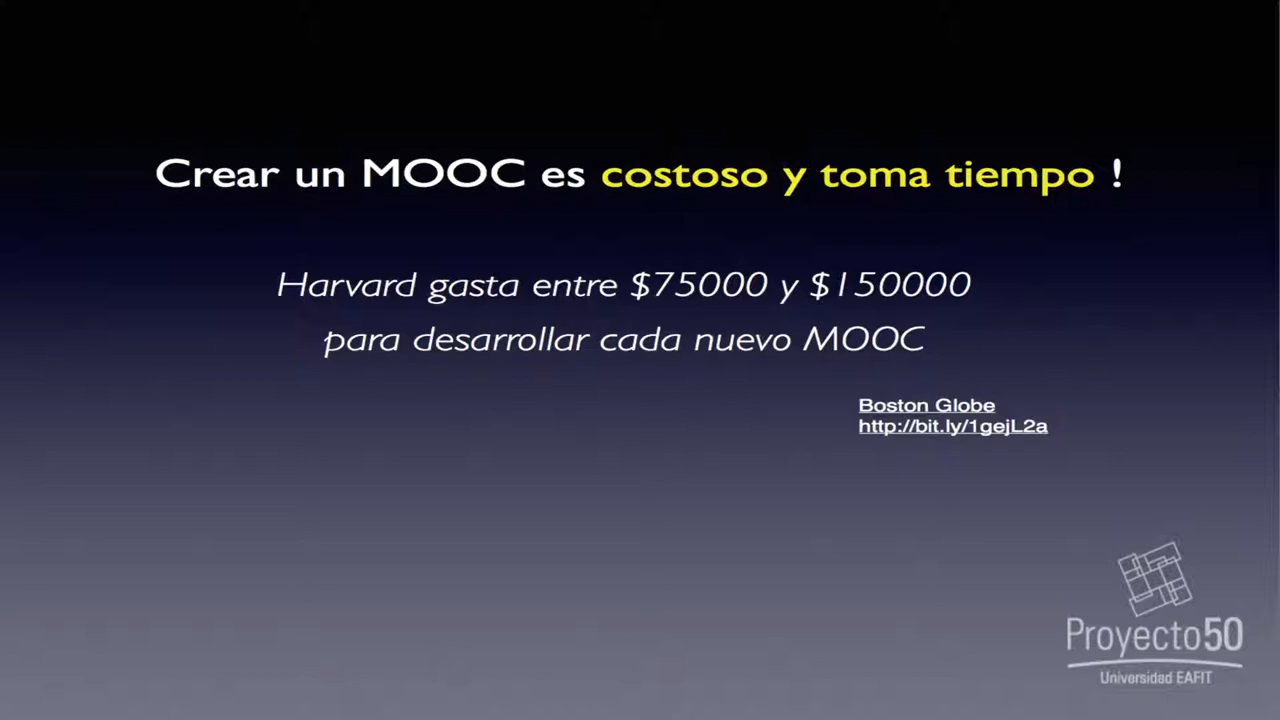 Crear un MOOC es costoso y toma tiempo !
Harvard gasta entre $75000 y $150000
para desarrollar cada nuevo MOOC
Boston Globe
http://bit.ly/1gejL2a
Proyecto50
Universidad EAFIT